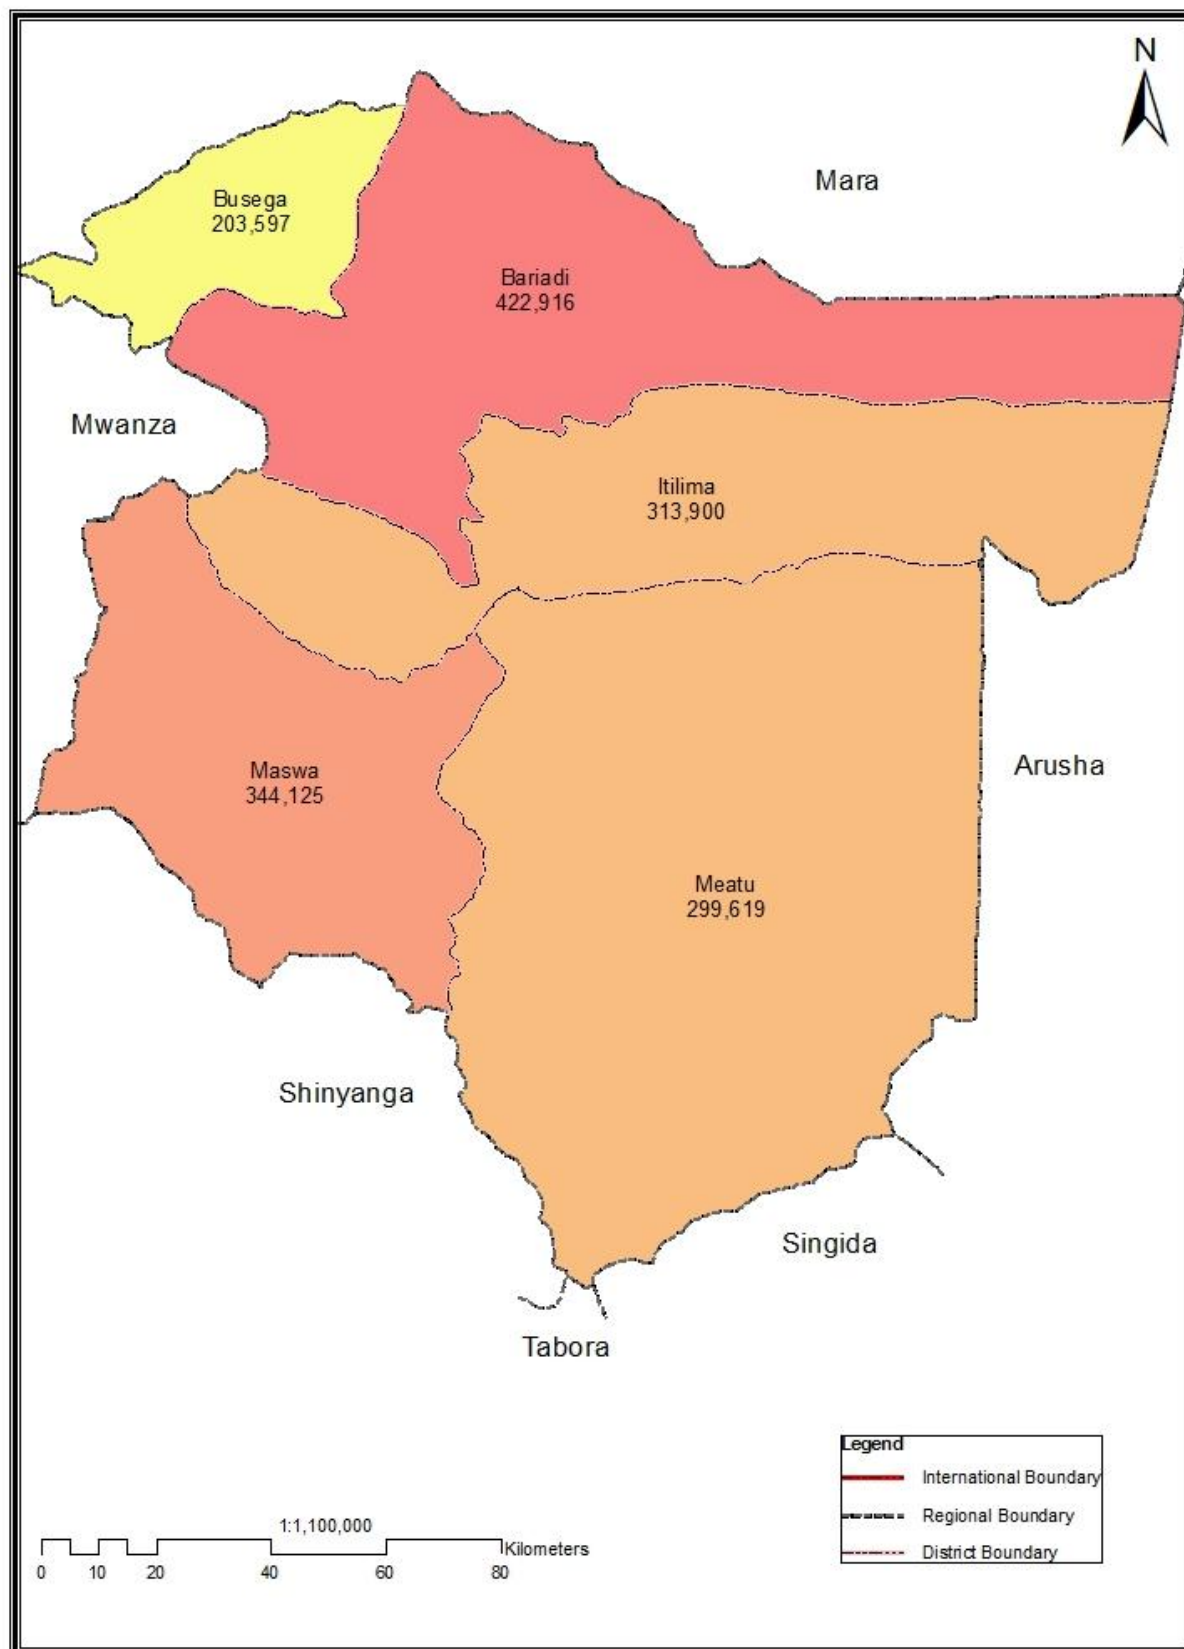 N
Mara
Busega
203,597
Bariadi
422,916
Mwanza
Itilima
313,900
Maswa
344,125
Arusha
Meatu
299,619
Shinyanga
Singida
Tabora
Legend
International Boundary
Regional Boundary
District Boundary
1:1,100,000
Kilometers
0 10 20 40 60 80